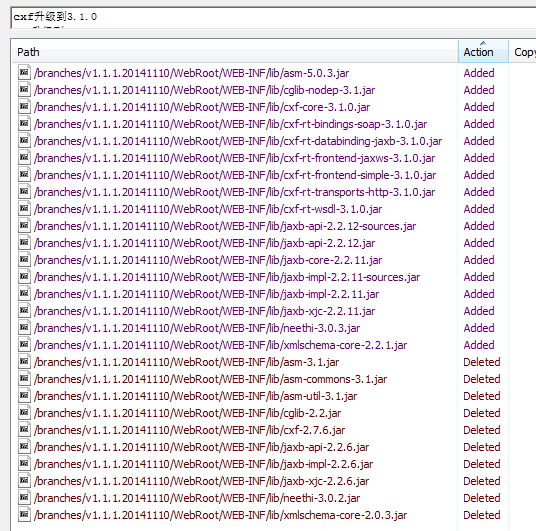 cxf升级到3.1.0
Path Action Copy
/branches/v1.1.1.20141110/WebRoot/WEB-INF/lib/asm-5.0.3.jar Added
/branches/v1.1.1.20141110/WebRoot/WEB-INF/lib/cglib-nodep-3.1.jar Added
/branches/v1.1.1.20141110/WebRoot/WEB-INF/lib/cxf-core-3.1.0.jar Added
/branches/v1.1.1.20141110/WebRoot/WEB-INF/lib/cxf-rt-bindings-soap-3.1.0.jar Added
/branches/v1.1.1.20141110/WebRoot/WEB-INF/lib/cxf-rt-databinding-jaxb-3.1.0.jar Added
/branches/v1.1.1.20141110/WebRoot/WEB-INF/lib/cxf-rt-frontend-jaxws-3.1.0.jar Added
/branches/v1.1.1.20141110/WebRoot/WEB-INF/lib/cxf-rt-frontend-simple-3.1.0.jar Added
/branches/v1.1.1.20141110/WebRoot/WEB-INF/lib/cxf-rt-transports-http-3.1.0.jar Added
/branches/v1.1.1.20141110/WebRoot/WEB-INF/lib/cxf-rt-wsdl-3.1.0.jar Added
/branches/v1.1.1.20141110/WebRoot/WEB-INF/lib/jaxb-api-2.2.12-sources.jar Added
/branches/v1.1.1.20141110/WebRoot/WEB-INF/lib/jaxb-api-2.2.12.jar Added
/branches/v1.1.1.20141110/WebRoot/WEB-INF/lib/jaxb-core-2.2.11.jar Added
/branches/v1.1.1.20141110/WebRoot/WEB-INF/lib/jaxb-impl-2.2.11-sources.jar Added
/branches/v1.1.1.20141110/WebRoot/WEB-INF/lib/jaxb-impl-2.2.11.jar Added
/branches/v1.1.1.20141110/WebRoot/WEB-INF/lib/jaxb-xjc-2.2.11.jar Added
/branches/v1.1.1.20141110/WebRoot/WEB-INF/lib/neethi-3.0.3.jar Added
/branches/v1.1.1.20141110/WebRoot/WEB-INF/lib/xmlschema-core-2.2.1.jar Added
/branches/v1.1.1.20141110/WebRoot/WEB-INF/lib/asm-3.1.jar Deleted
/branches/v1.1.1.20141110/WebRoot/WEB-INF/lib/asm-commons-3.1.jar Deleted
/branches/v1.1.1.20141110/WebRoot/WEB-INF/lib/asm-util-3.1.jar Deleted
/branches/v1.1.1.20141110/WebRoot/WEB-INF/lib/cglib-2.2.jar Deleted
/branches/v1.1.1.20141110/WebRoot/WEB-INF/lib/cxf-2.7.6.jar Deleted
/branches/v1.1.1.20141110/WebRoot/WEB-INF/lib/jaxb-api-2.2.6.jar Deleted
/branches/v1.1.1.20141110/WebRoot/WEB-INF/lib/jaxb-impl-2.2.6.jar Deleted
/branches/v1.1.1.20141110/WebRoot/WEB-INF/lib/jaxb-xjc-2.2.6.jar Deleted
/branches/v1.1.1.20141110/WebRoot/WEB-INF/lib/neethi-3.0.2.jar Deleted
/branches/v1.1.1.20141110/WebRoot/WEB-INF/lib/xmlschema-core-2.0.3.jar Deleted